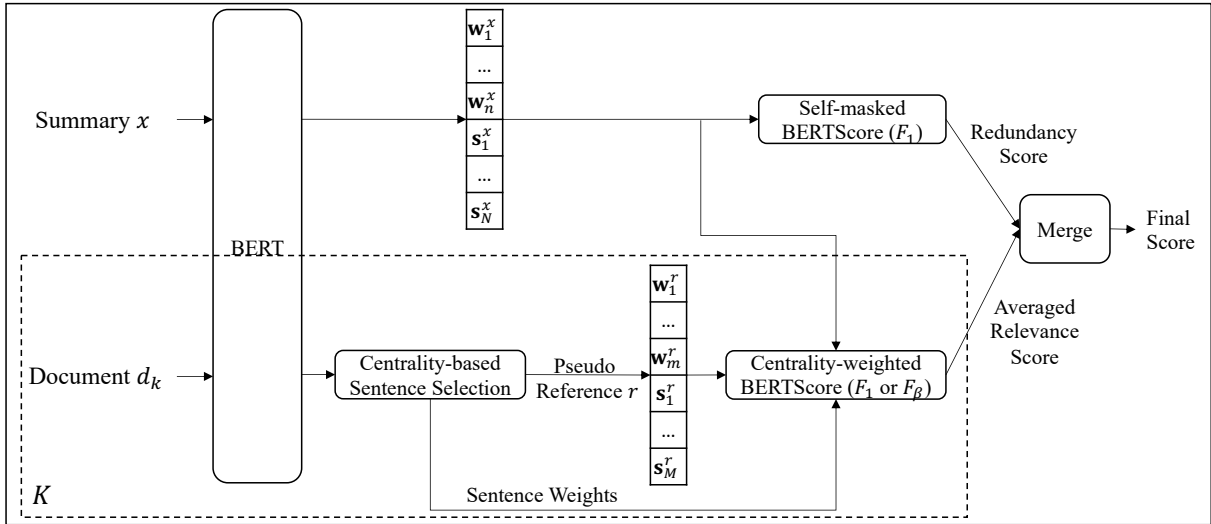 w_1^x
...
w_n^x
s_1^x
...
s_N^x
Summary x
Self-masked
BERTScore (F_1)
Redundancy
Score
BERT
Merge
Final
Score
w_1^r
...
w_m^r
s_1^r
...
s_M^r
Averaged
Relevance
Score
Document d_k
Centrality-based
Sentence Selection
Pseudo
Reference r
Centrality-weighted
BERTScore (F_1 or F_β)
K
Sentence Weights